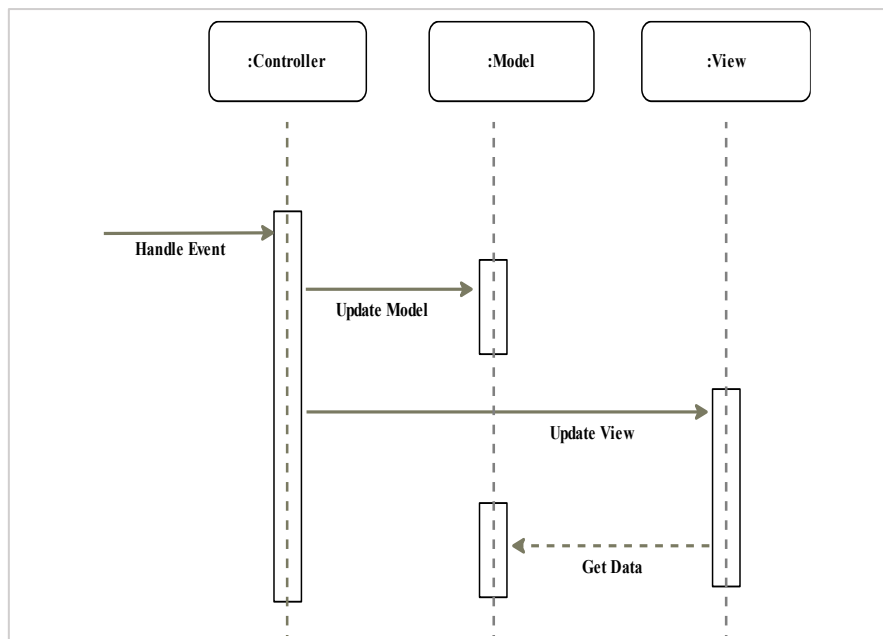 :Controller
:Model
:View
Handle Event
Update Model
Update View
Get Data